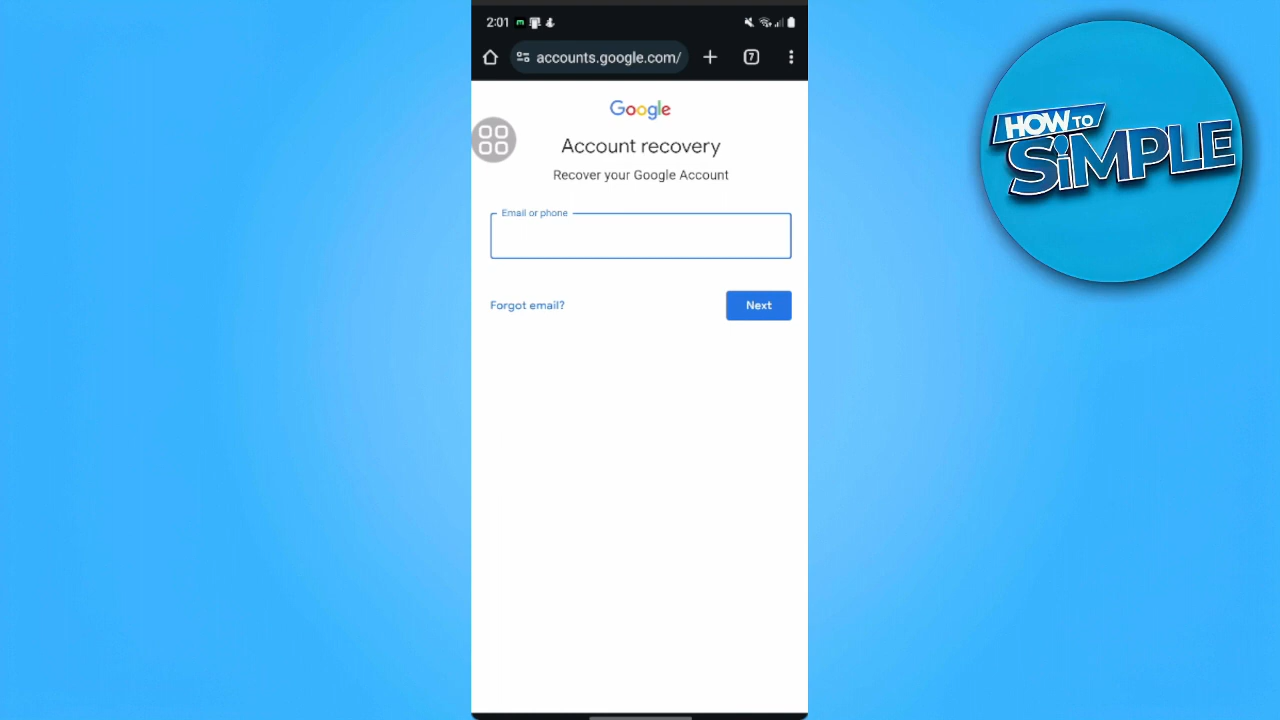 2:01
accounts.google.com/
7
Google
Account recovery
Recover your Google Account
Email or phone
Forgot email?
Next
HOW TO
SiMPLE